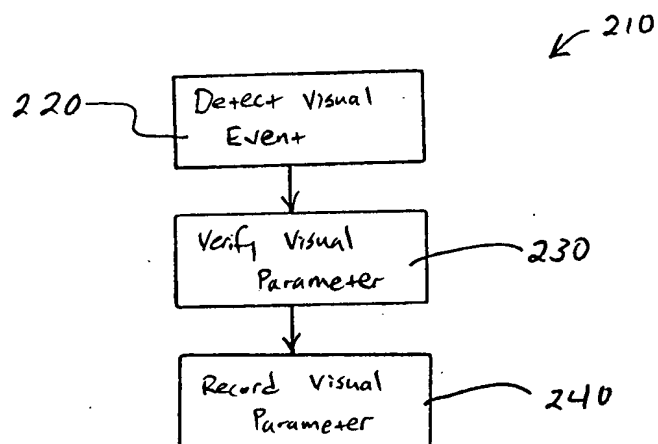 210
220
Detect Visual
Event
Verify Visual
Parameter
230
Record Visual
Parameter
240